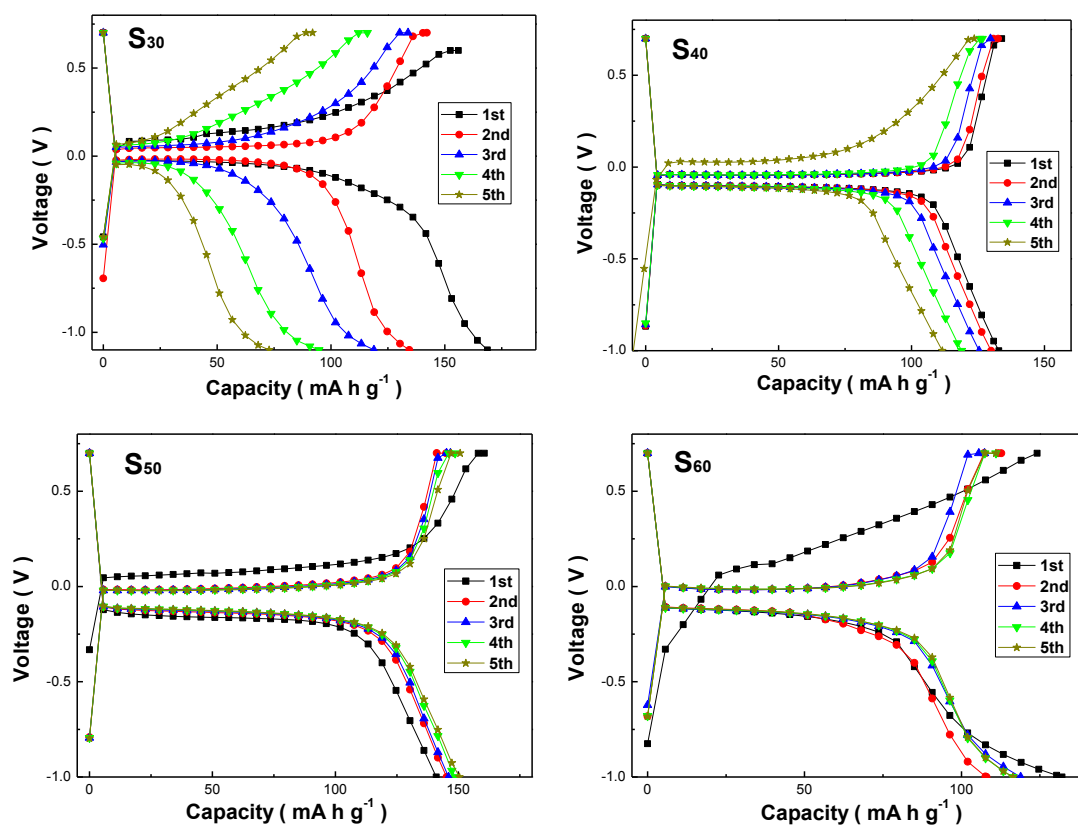 S30
0.5
0.0
-0.5
-1.0
Voltage ( V )
1st
2nd
3rd
4th
5th
0
50
100
150
Capacity ( mA h g-1 )
S40
0.5
0.0
-0.5
-1.0
Voltage ( V )
1st
2nd
3rd
4th
5th
0
50
100
150
Capacity ( mA h g-1 )
S50
0.5
0.0
-0.5
-1.0
Voltage ( V )
1st
2nd
3rd
4th
5th
0
50
100
150
Capacity ( mA h g-1 )
S60
0.5
0.0
-0.5
-1.0
Voltage ( V )
1st
2nd
3rd
4th
5th
0
50
100
Capacity ( mA h g-1 )